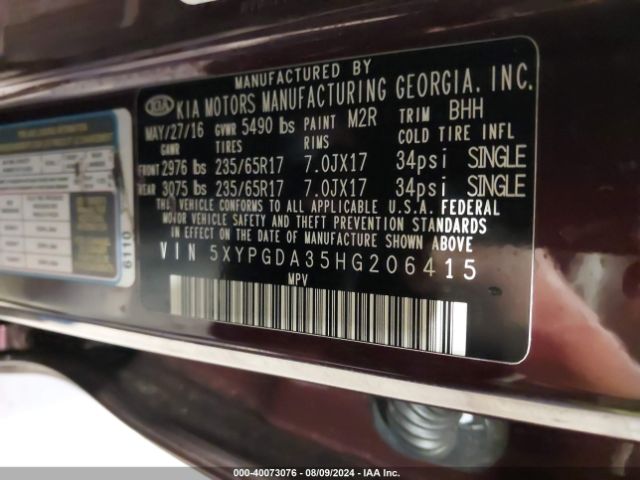 MANUFACTURED BY
KIA KIA MOTORS MANUFACTURING GEORGIA, INC.
MAY/27/16 GVWR 5490 lbs PAINT M2R TRIM BHH
GAWR TIRES RIMS COLD TIRE INFL
FRONT 2976 lbs 235/65R17 7.0JX17 34psi SINGLE
REAR 3075 lbs 235/65R17 7.0JX17 34psi SINGLE
THIS VEHICLE CONFORMS TO ALL APPLICABLE U.S.A. FEDERAL
MOTOR VEHICLE SAFETY AND THEFT PREVENTION STANDARDS
IN EFFECT ON THE DATE OF MANUFACTURE SHOWN ABOVE
VIN 5XYPGDA35HG206415
MPV
6110
000-40073076 - 08/09/2024 - IAA Inc.